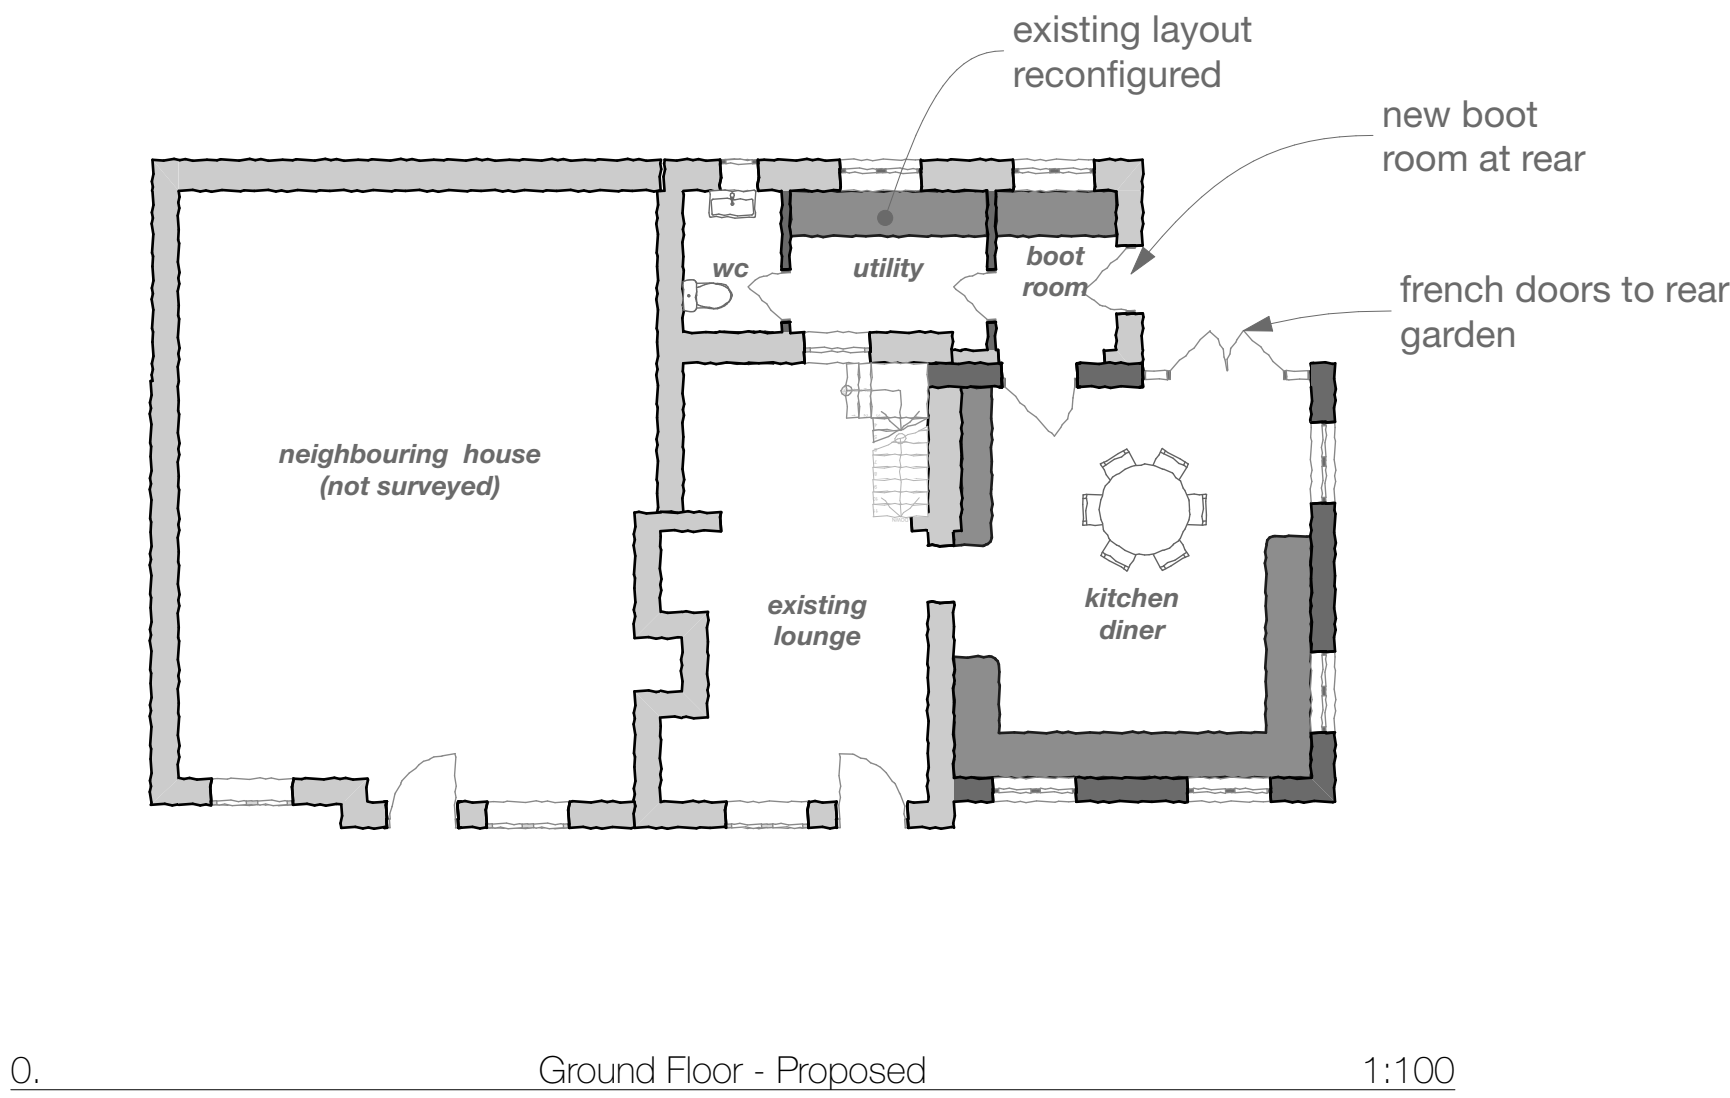 existing layout
reconfigured
new boot
room at rear
french doors to rear
garden
wc
utility
boot
room
neighbouring house
(not surveyed)
existing
lounge
kitchen
diner
0.
Ground Floor - Proposed
1:100